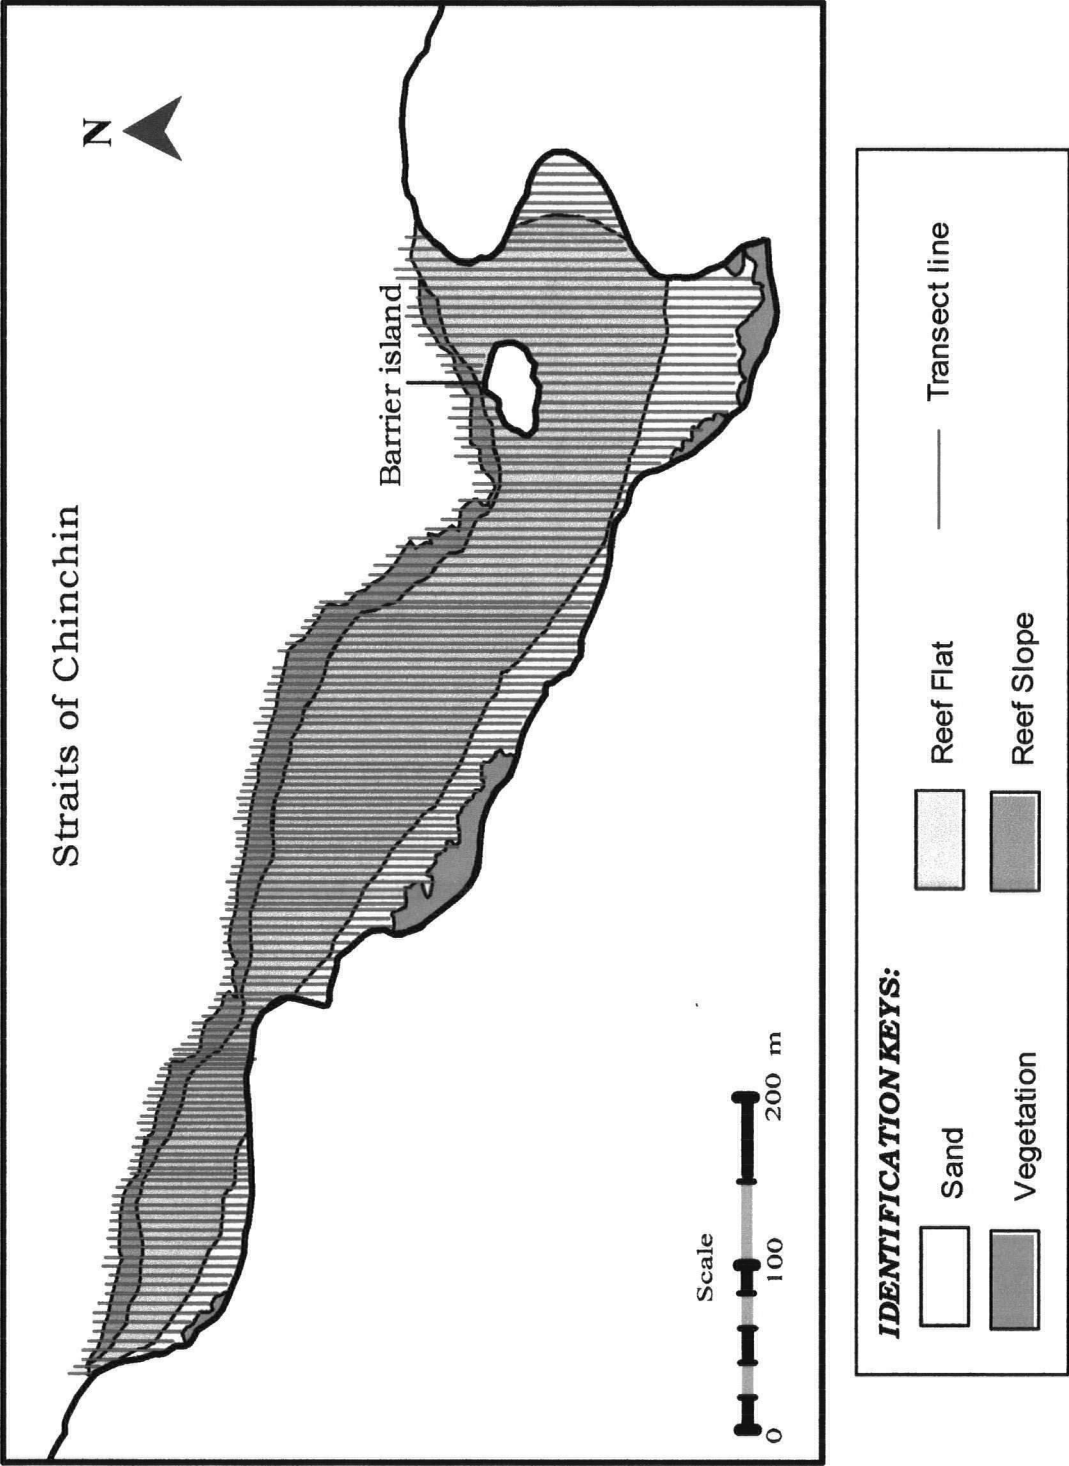 Straits of Chinchin
N
Barrier island
Scale
0 100 200 m
IDENTIFICATION KEYS:
Sand
Reef Flat
Transect line
Vegetation
Reef Slope